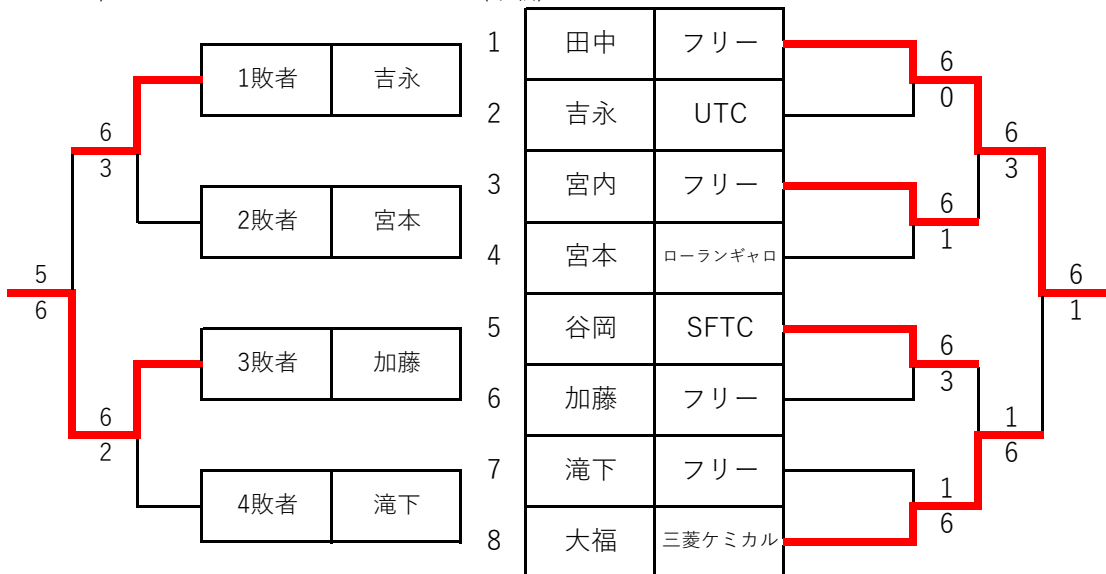 1 田中 フリー
2 吉永 UTC
3 宮内 フリー
4 宮本 ローランギャロ
5 谷岡 SFTC
6 加藤 フリー
7 滝下 フリー
8 大福 三菱ケミカル
6
0
6
1
6
3
1
6
6
3
1
6
6
1
1敗者 吉永
2敗者 宮本
3敗者 加藤
4敗者 滝下
6
3
6
2
5
6